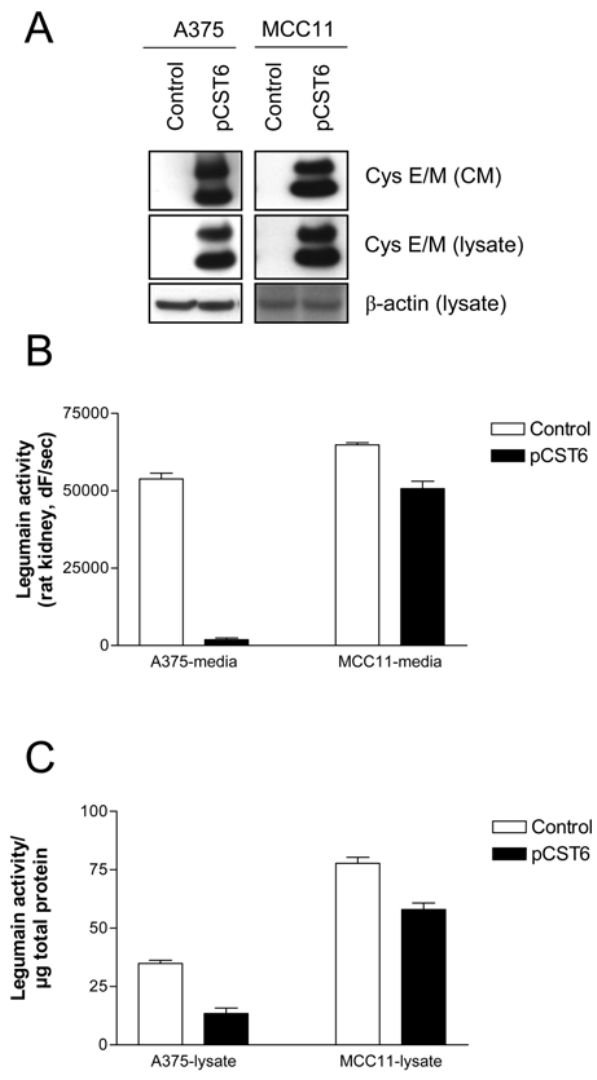 A
A375 MCC11
Control pCST6 Control pCST6
Cys E/M (CM)
Cys E/M (lysate)
β-actin (lysate)
B
Legumain activity
(rat kidney, dF/sec)
75000
50000
25000
0
A375-media MCC11-media
Control
pCST6
C
Legumain activity/
µg total protein
100
75
50
25
0
A375-lysate MCC11-lysate
Control
pCST6